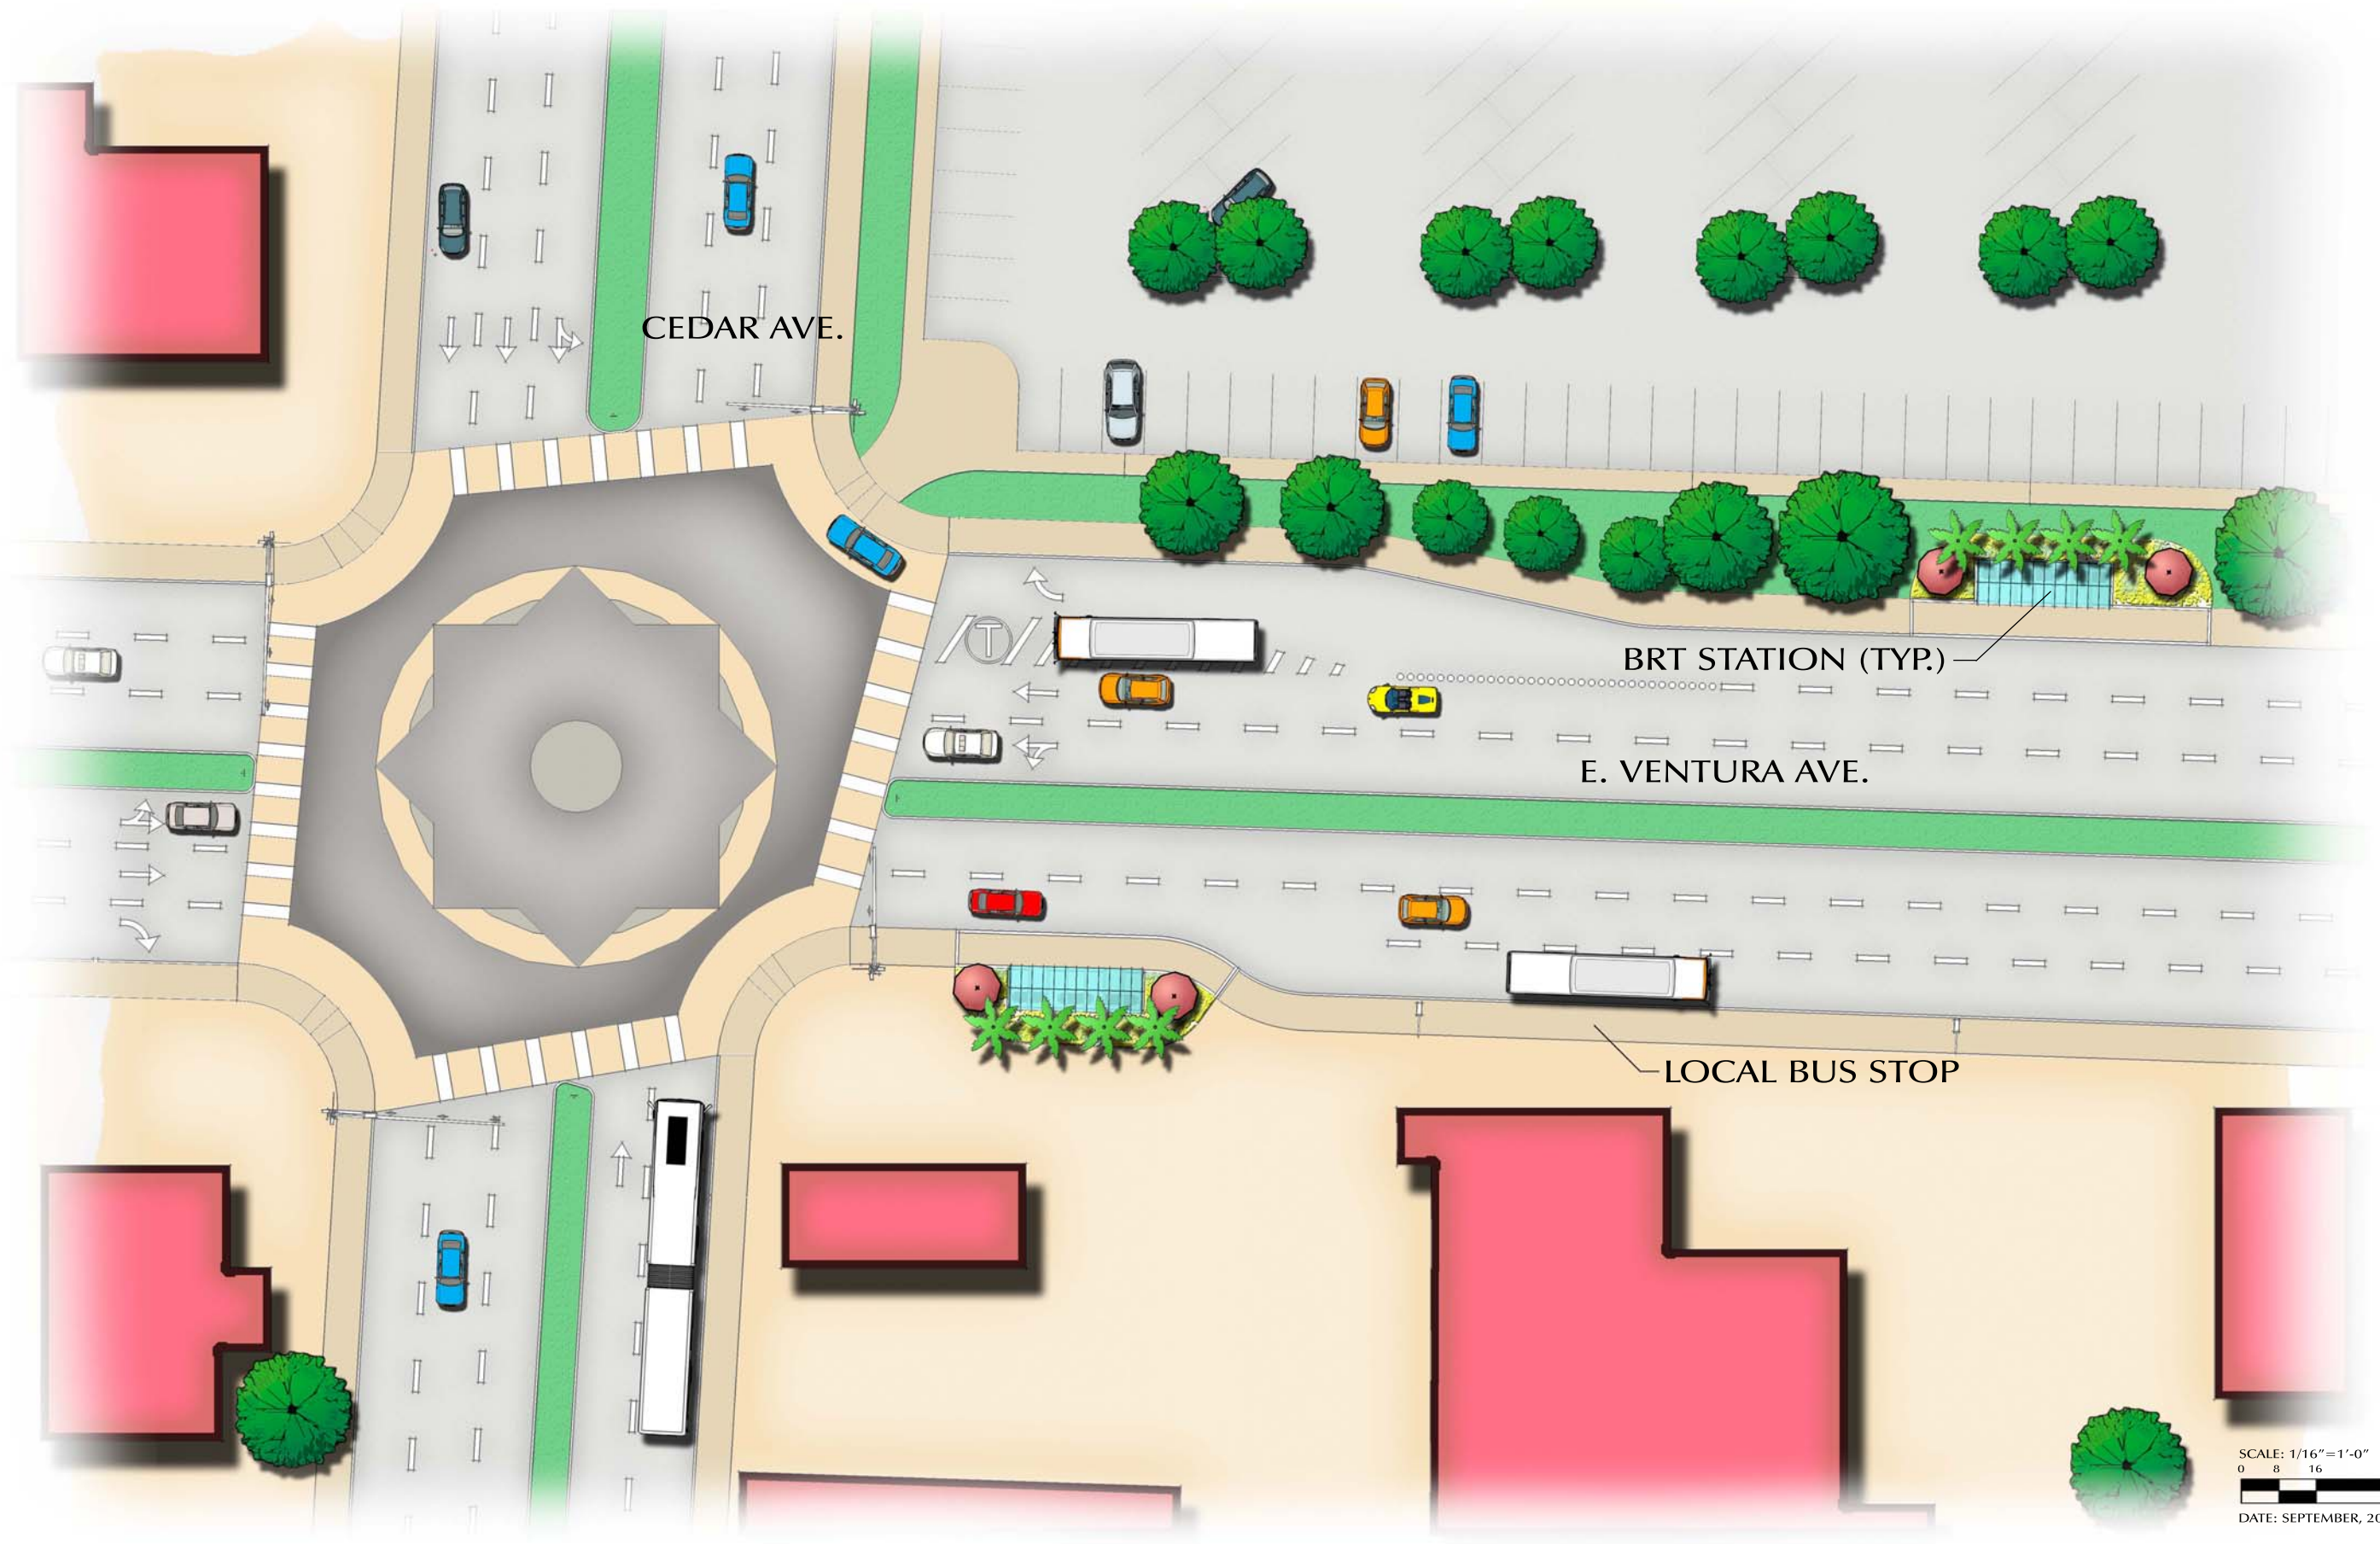 CEDAR AVE.
T
BRT STATION (TYP.)
E. VENTURA AVE.
LOCAL BUS STOP
SCALE: 1/16"=1'-0"
0 8 16
DATE: SEPTEMBER, 20